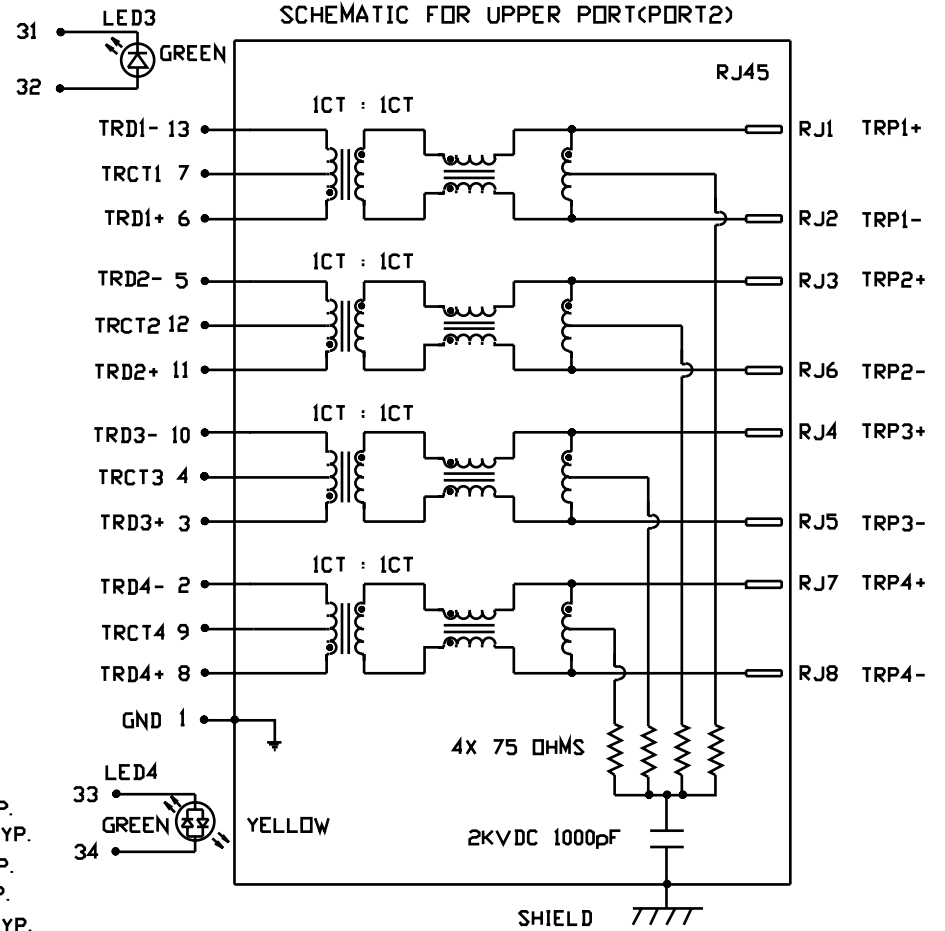 SCHEMATIC FOR UPPER PORT(PORT2)
LED3
31
GREEN
32
RJ45
1CT : 1CT
TRD1- 13
RJ1 TRP1+
TRCT1 7
TRD1+ 6
RJ2 TRP1-
1CT : 1CT
TRD2- 5
RJ3 TRP2+
TRCT2 12
TRD2+ 11
RJ6 TRP2-
1CT : 1CT
TRD3- 10
RJ4 TRP3+
TRCT3 4
TRD3+ 3
RJ5 TRP3-
1CT : 1CT
TRD4- 2
RJ7 TRP4+
TRCT4 9
TRD4+ 8
RJ8 TRP4-
GND 1
4X 75 OHMS
LED4
33
GREEN
YELLOW
34
2KVDC 1000pF
SHIELD
P.
YP.
P.
P.
YP.